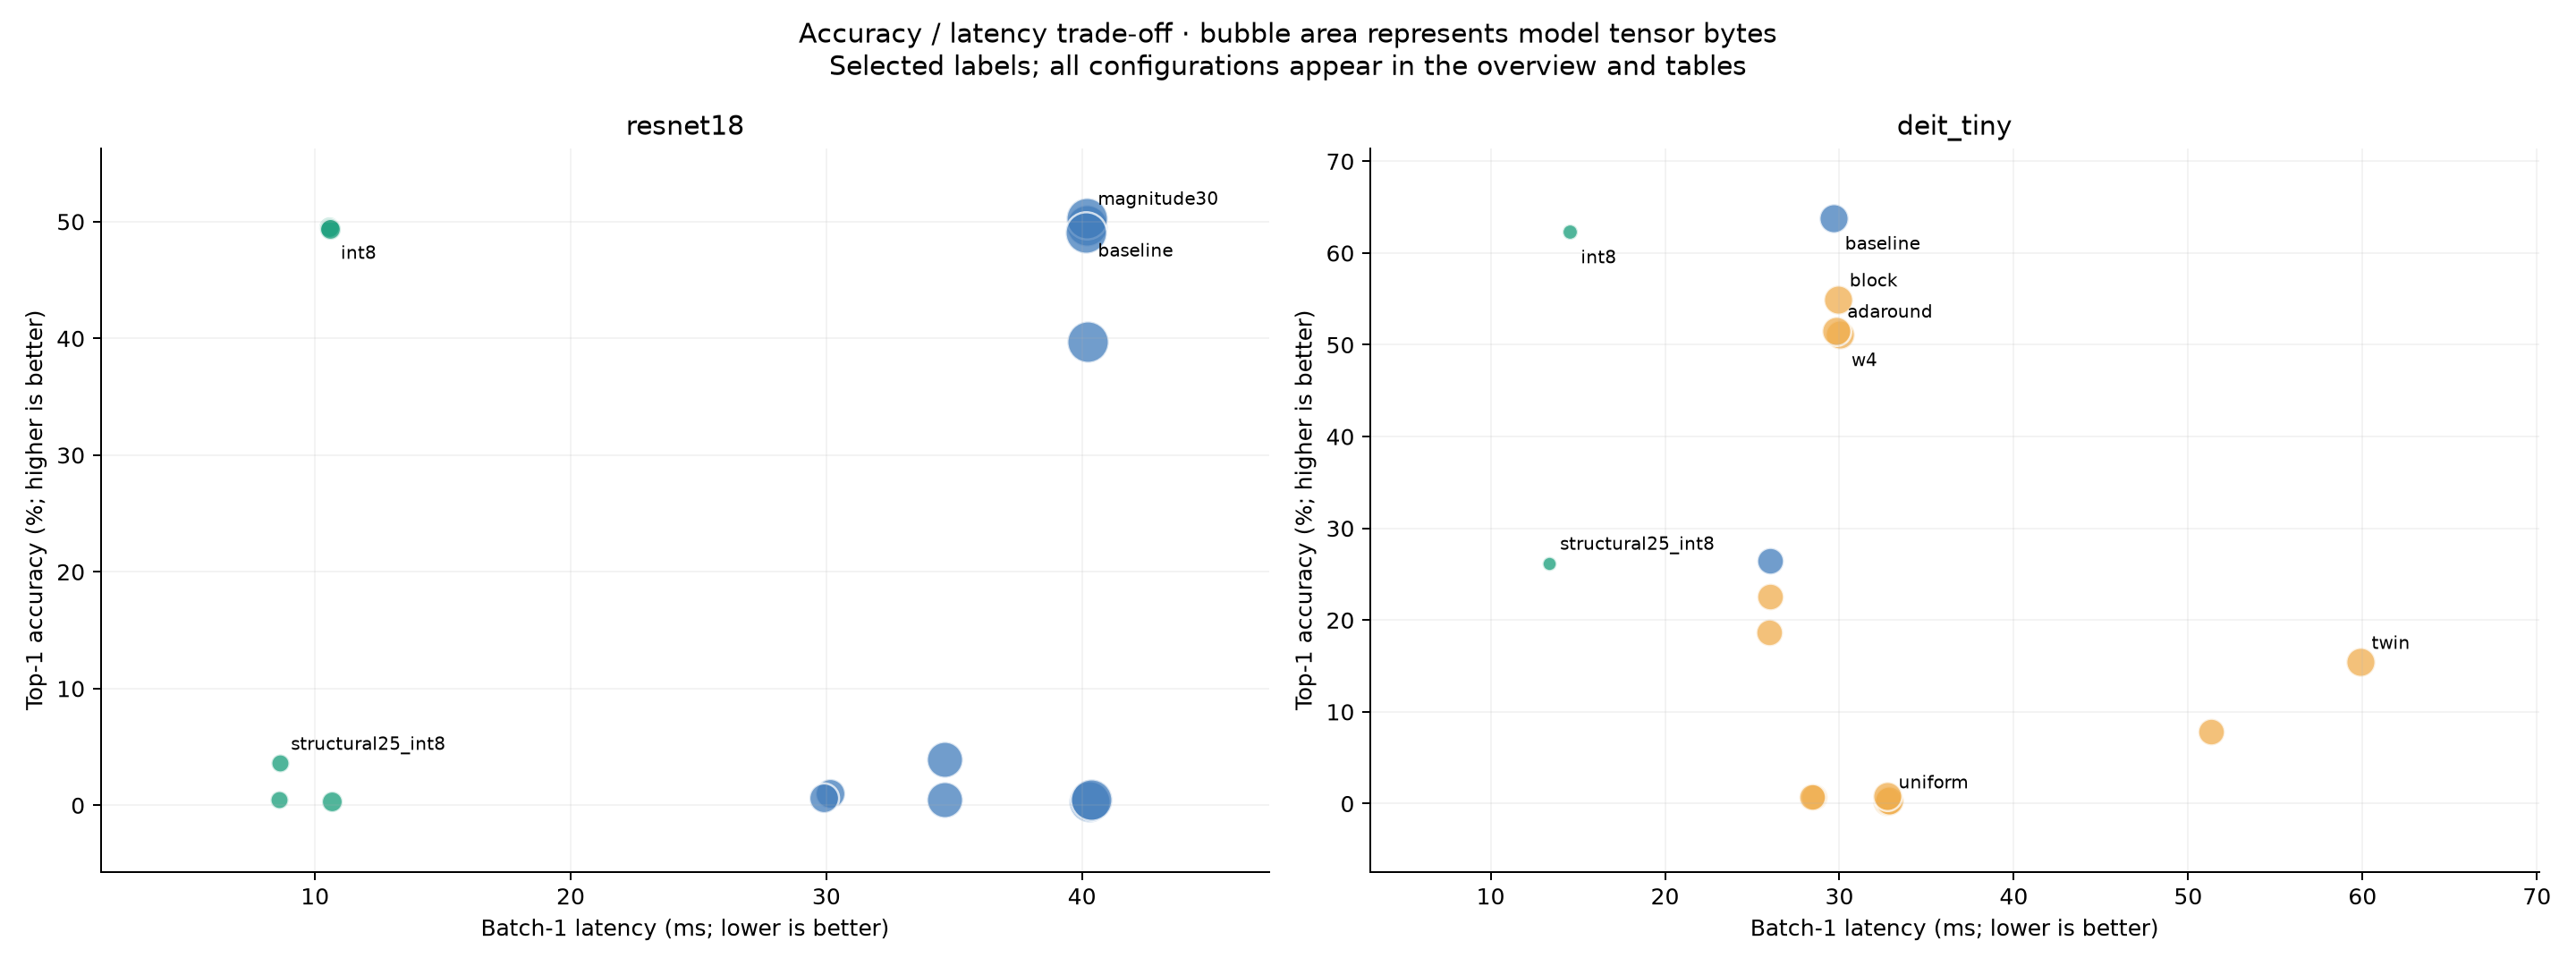 Accuracy / latency trade-off · bubble area represents model tensor bytes
Selected labels; all configurations appear in the overview and tables
resnet18
Top-1 accuracy (%; higher is better)
50
40
30
20
10
0
magnitude30
baseline
int8
structural25_int8
10
20
30
40
Batch-1 latency (ms; lower is better)
deit_tiny
Top-1 accuracy (%; higher is better)
70
60
50
40
30
20
10
0
baseline
int8
block
adaround
w4
structural25_int8
twin
uniform
10
20
30
40
50
60
70
Batch-1 latency (ms; lower is better)